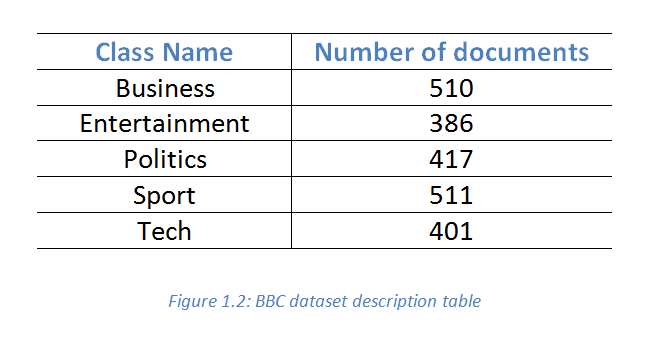 Class Name Number of documents
Business 510
Entertainment 386
Politics 417
Sport 511
Tech 401
Figure 1.2: BBC dataset description table